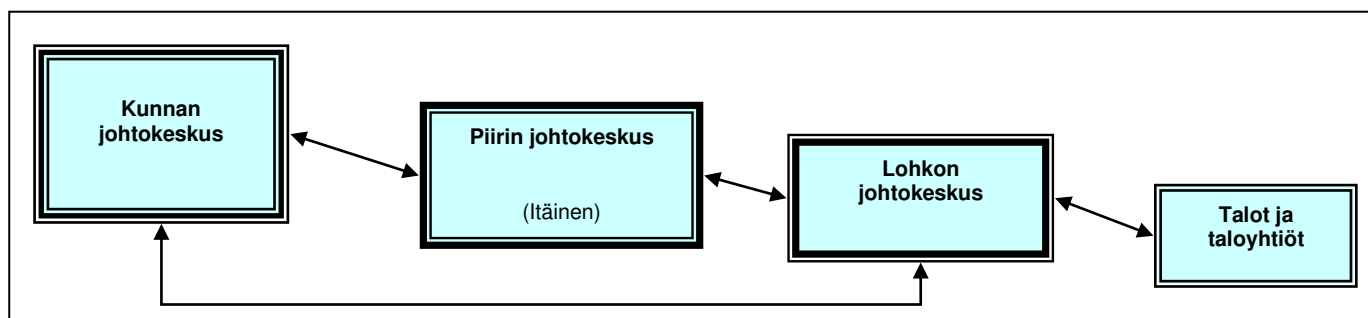 Kunnan
johtokeskus
Piirin johtokeskus
(Itäinen)
Lohkon
johtokeskus
Talot ja
taloyhtiöt